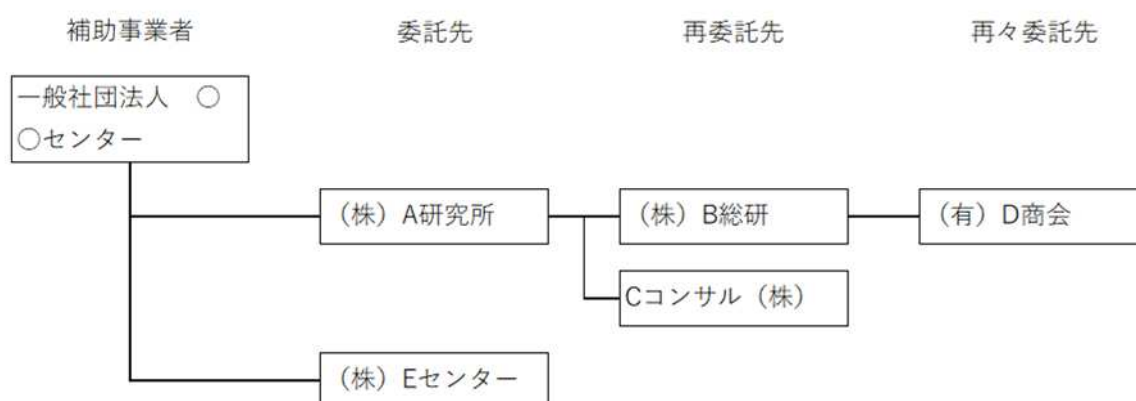 補助事業者 委託先 再委託先 再々委託先
一般社団法人 ○
○センター
(株)A研究所 (株)B総研 (有)D商会
Cコンサル(株)
(株)Eセンター